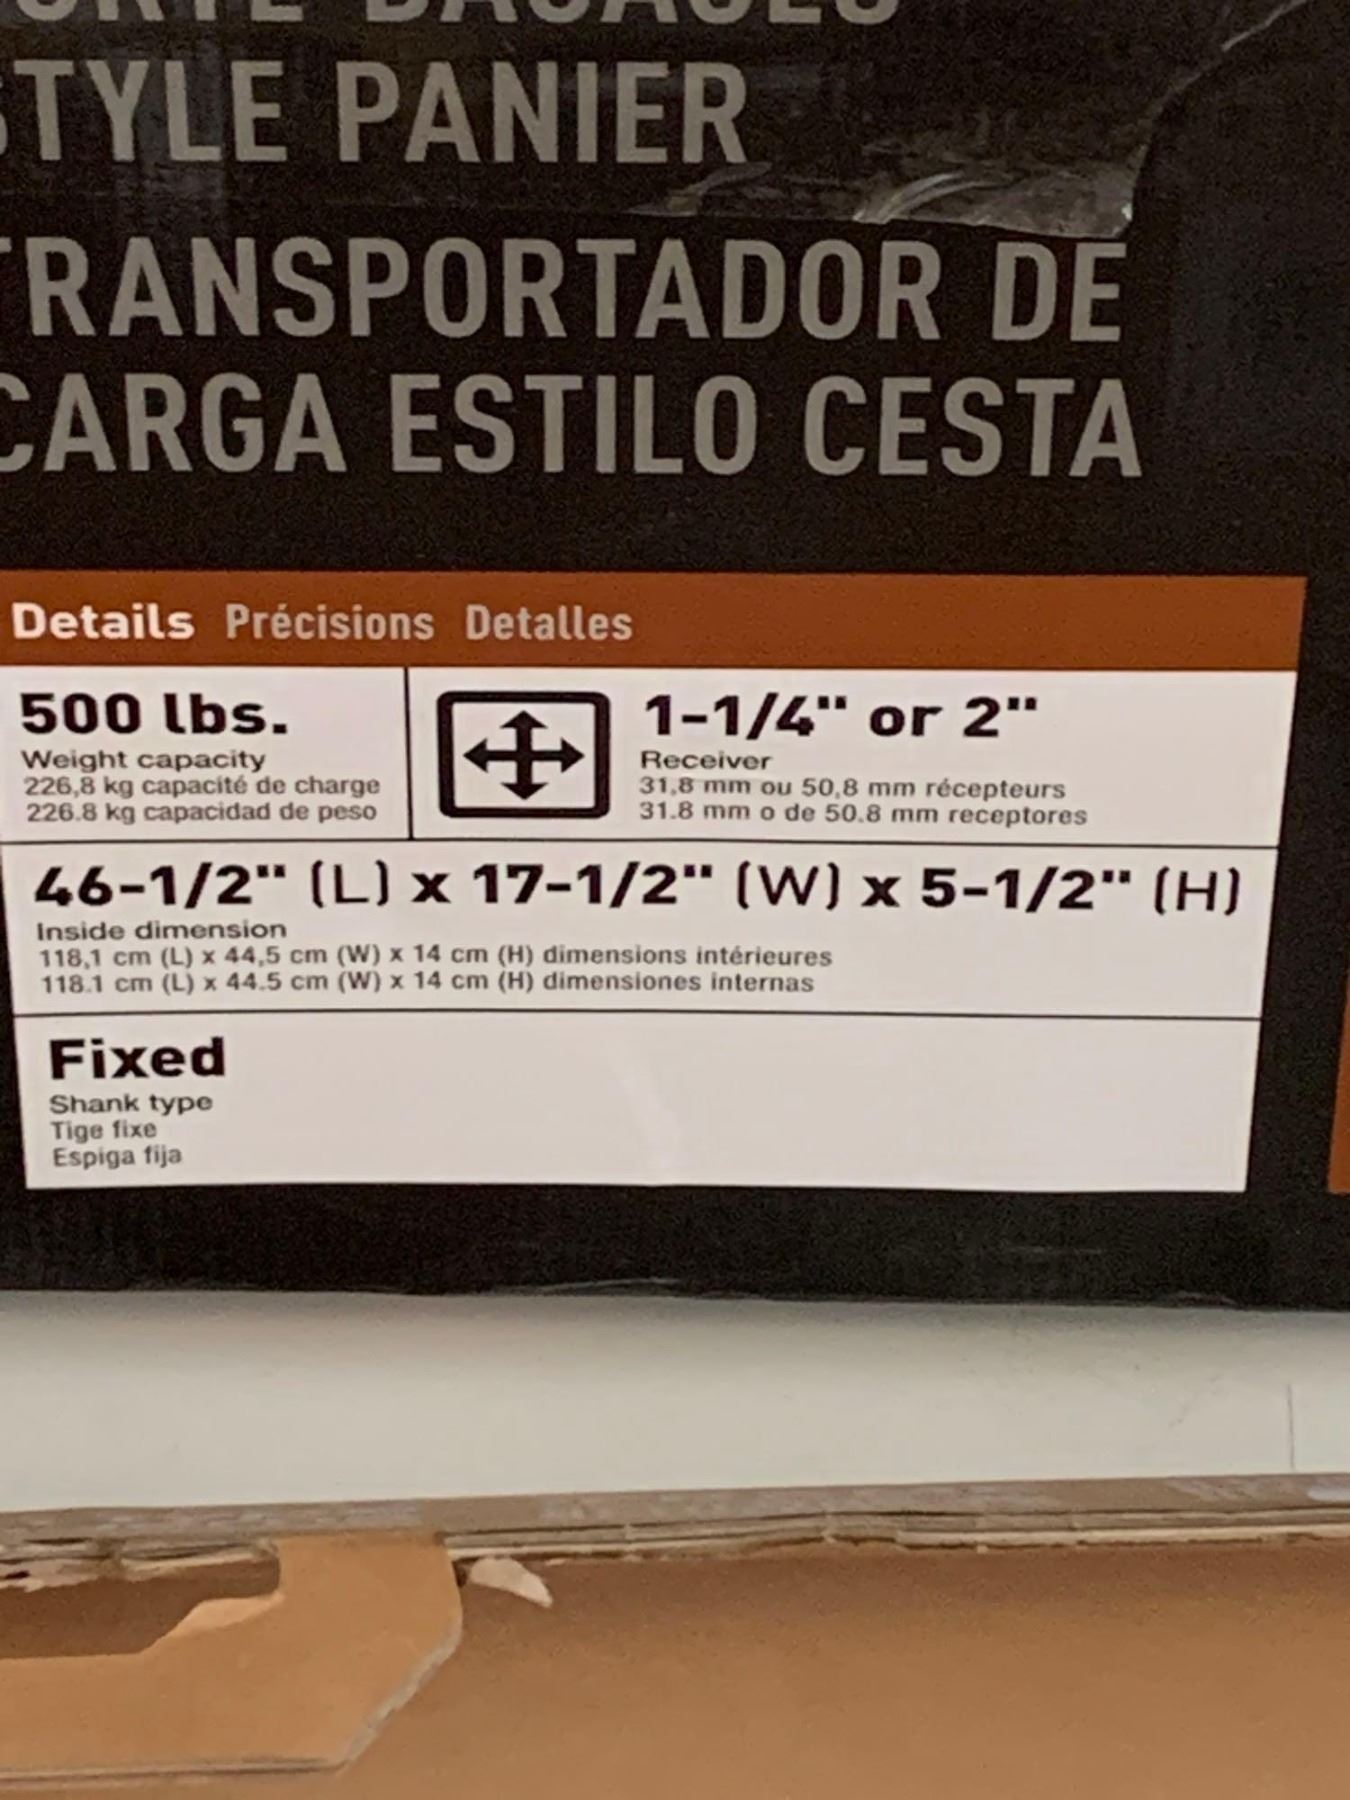 STYLE PANIER
TRANSPORTADOR DE
CARGA ESTILO CESTA
Details Précisions Detalles
500 lbs.
Weight capacity
226,8 kg capacité de charge
226.8 kg capacidad de peso
1-1/4" or 2"
Receiver
31,8 mm ou 50,8 mm récepteurs
31.8 mm o de 50.8 mm receptores
46-1/2" (L) x 17-1/2" (W) x 5-1/2" (H)
Inside dimension
118,1 cm (L) x 44,5 cm (W) x 14 cm (H) dimensions intérieures
118.1 cm (L) x 44.5 cm (W) x 14 cm (H) dimensiones internas
Fixed
Shank type
Tige fixe
Espiga fija